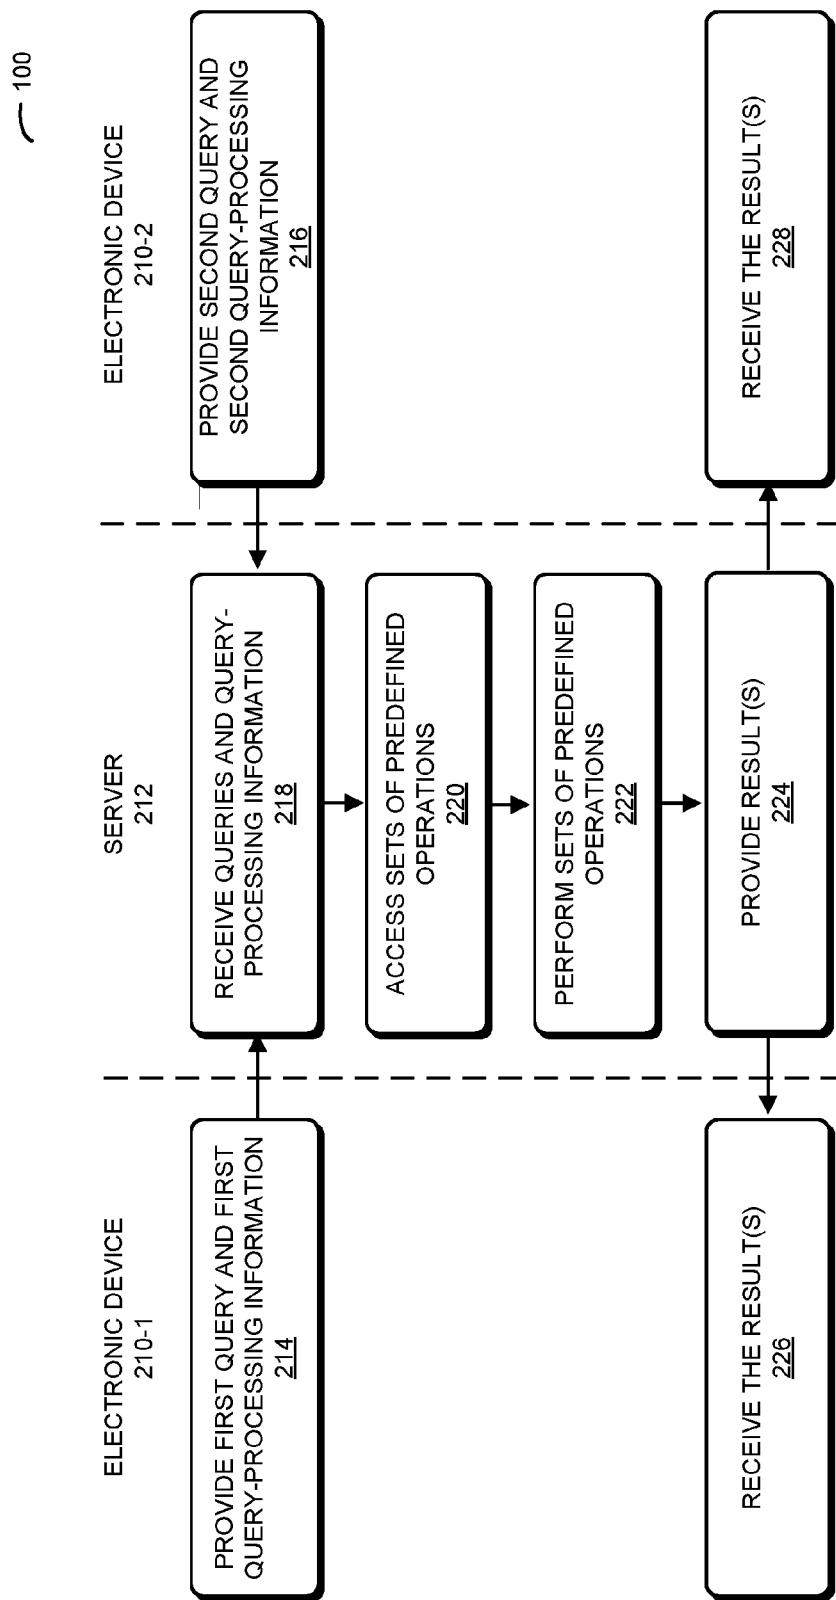 100
ELECTRONIC DEVICE
210-1
SERVER
212
ELECTRONIC DEVICE
210-2
PROVIDE FIRST QUERY AND FIRST
QUERY-PROCESSING INFORMATION
214
RECEIVE QUERIES AND QUERY-
PROCESSING INFORMATION
218
PROVIDE SECOND QUERY AND
SECOND QUERY-PROCESSING
INFORMATION
216
ACCESS SETS OF PREDEFINED
OPERATIONS
220
PERFORM SETS OF PREDEFINED
OPERATIONS
222
RECEIVE THE RESULT(S)
226
PROVIDE RESULT(S)
224
RECEIVE THE RESULT(S)
228